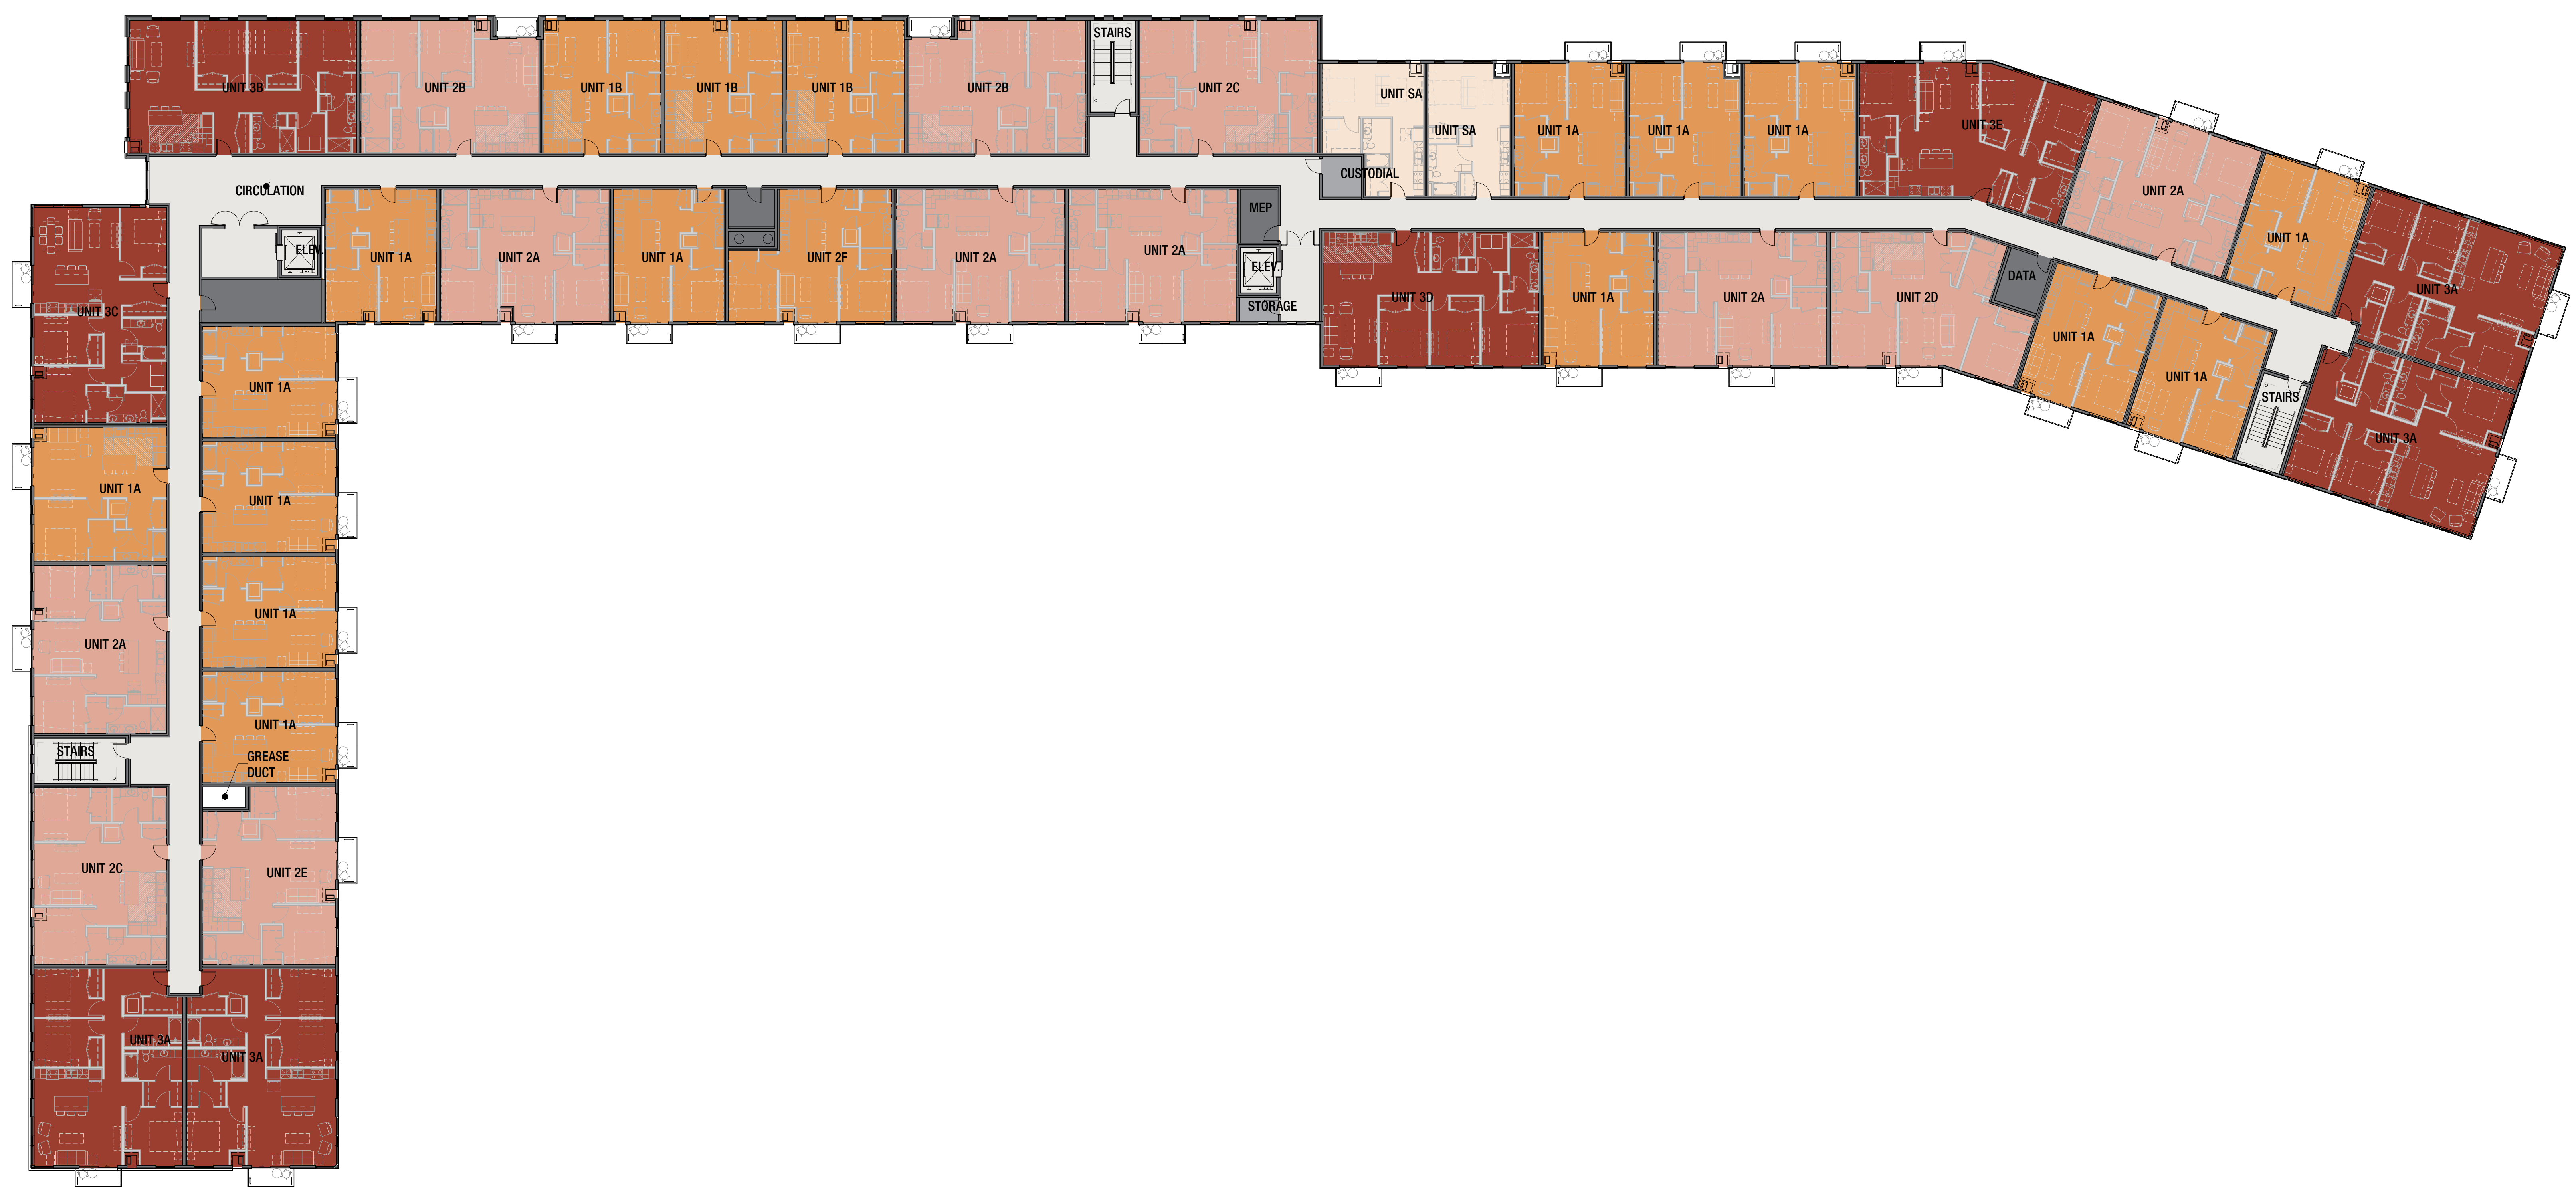 STAIRS
UNIT 3B
UNIT 2B
UNIT 1B
UNIT 1B
UNIT 1B
UNIT 2B
UNIT 2C
UNIT SA
UNIT SA
UNIT 1A
UNIT 1A
UNIT 1A
UNIT 3E
CUSTODIAL
CIRCULATION
UNIT 2A
MEP
UNIT 1A
ELEV.
UNIT 1A
UNIT 2A
UNIT 1A
UNIT 2F
UNIT 2A
UNIT 2A
ELEV.
DATA
UNIT 3A
STORAGE
UNIT 3D
UNIT 1A
UNIT 2A
UNIT 2D
UNIT 3C
UNIT 1A
UNIT 1A
UNIT 1A
STAIRS
UNIT 3A
UNIT 1A
UNIT 1A
UNIT 1A
UNIT 2A
UNIT 1A
STAIRS
GREASE
DUCT
UNIT 2C
UNIT 2E
UNIT 3A
UNIT 3A